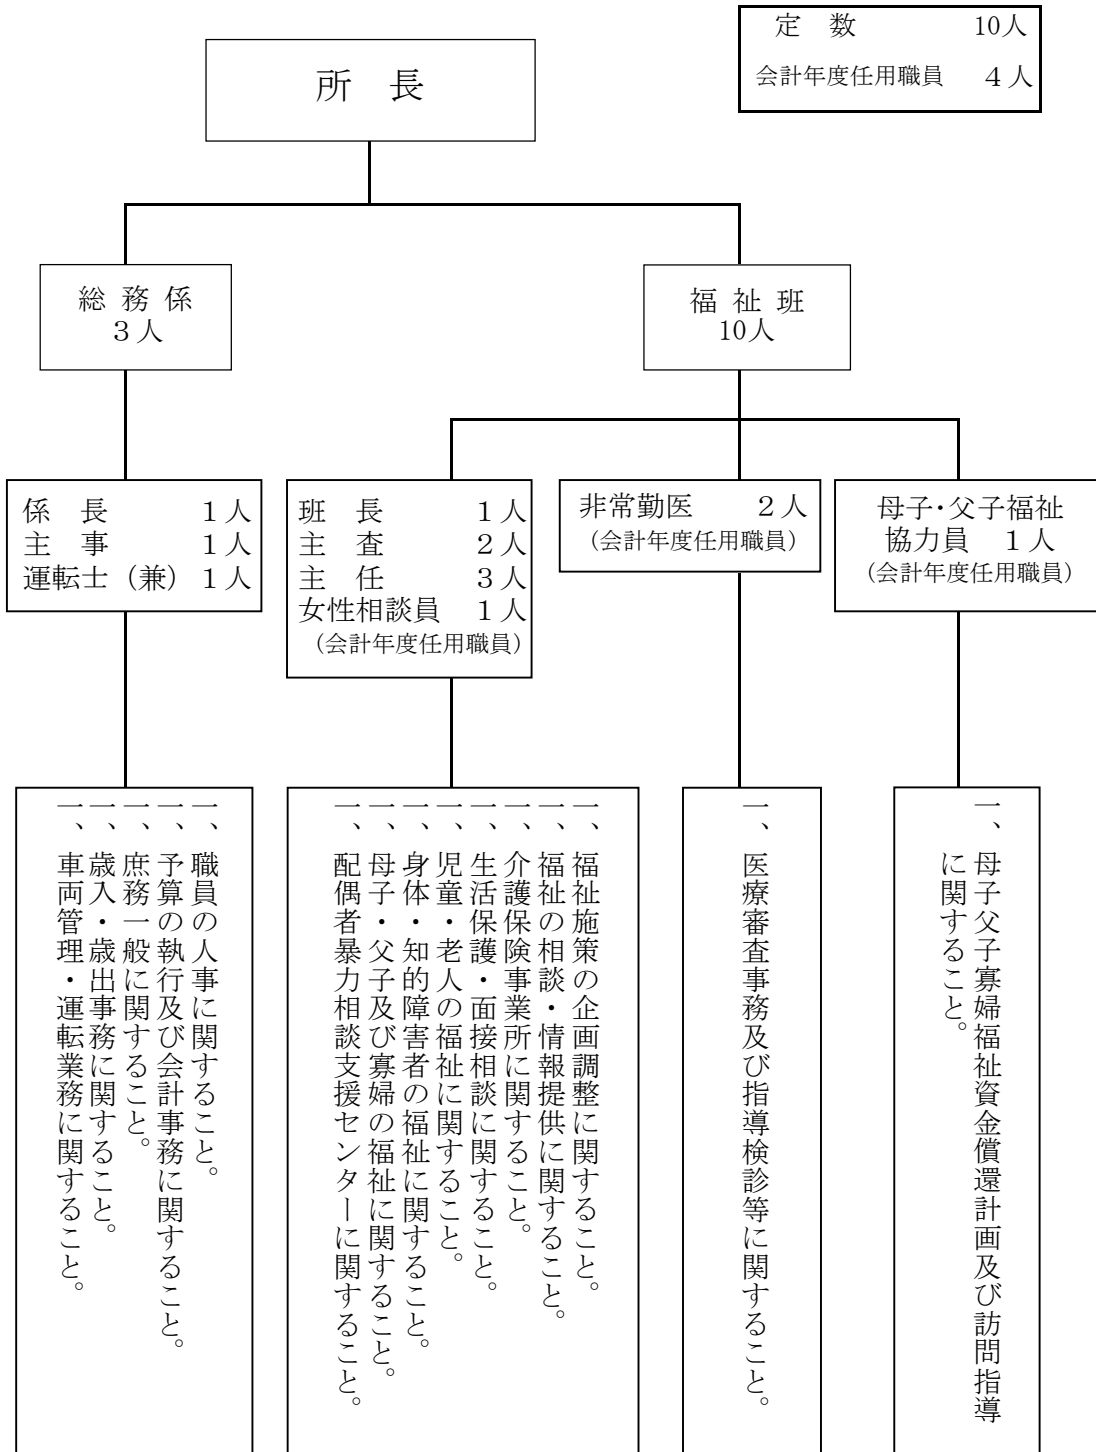 定　数　10人
会計年度任用職員　４人
所　長
総務係
３人
福祉班
10人
係　長　１人
主　事　１人
運転士（兼）１人
班　長　１人
主　査　２人
主　任　３人
女性相談員　１人
（会計年度任用職員）
非常勤医　２人
（会計年度任用職員）
母子・父子福祉
協力員　１人
（会計年度任用職員）
一、職員の人事に関すること。
一、予算の執行及び会計事務に関すること。
一、庶務一般に関すること。
一、歳入・歳出事務に関すること。
一、車両管理・運転業務に関すること。
一、福祉施策の企画調整に関すること。
一、福祉の相談・情報提供に関すること。
一、介護保険事業所に関すること。
一、生活保護・面接相談に関すること。
一、児童・老人の福祉に関すること。
一、身体・知的障害者の福祉に関すること。
一、母子・父子及び寡婦の福祉に関すること。
一、配偶者暴力相談支援センターに関すること。
一、医療審査事務及び指導検診等に関すること。
一、母子父子寡婦福祉資金償還計画及び訪問指導
に関すること。